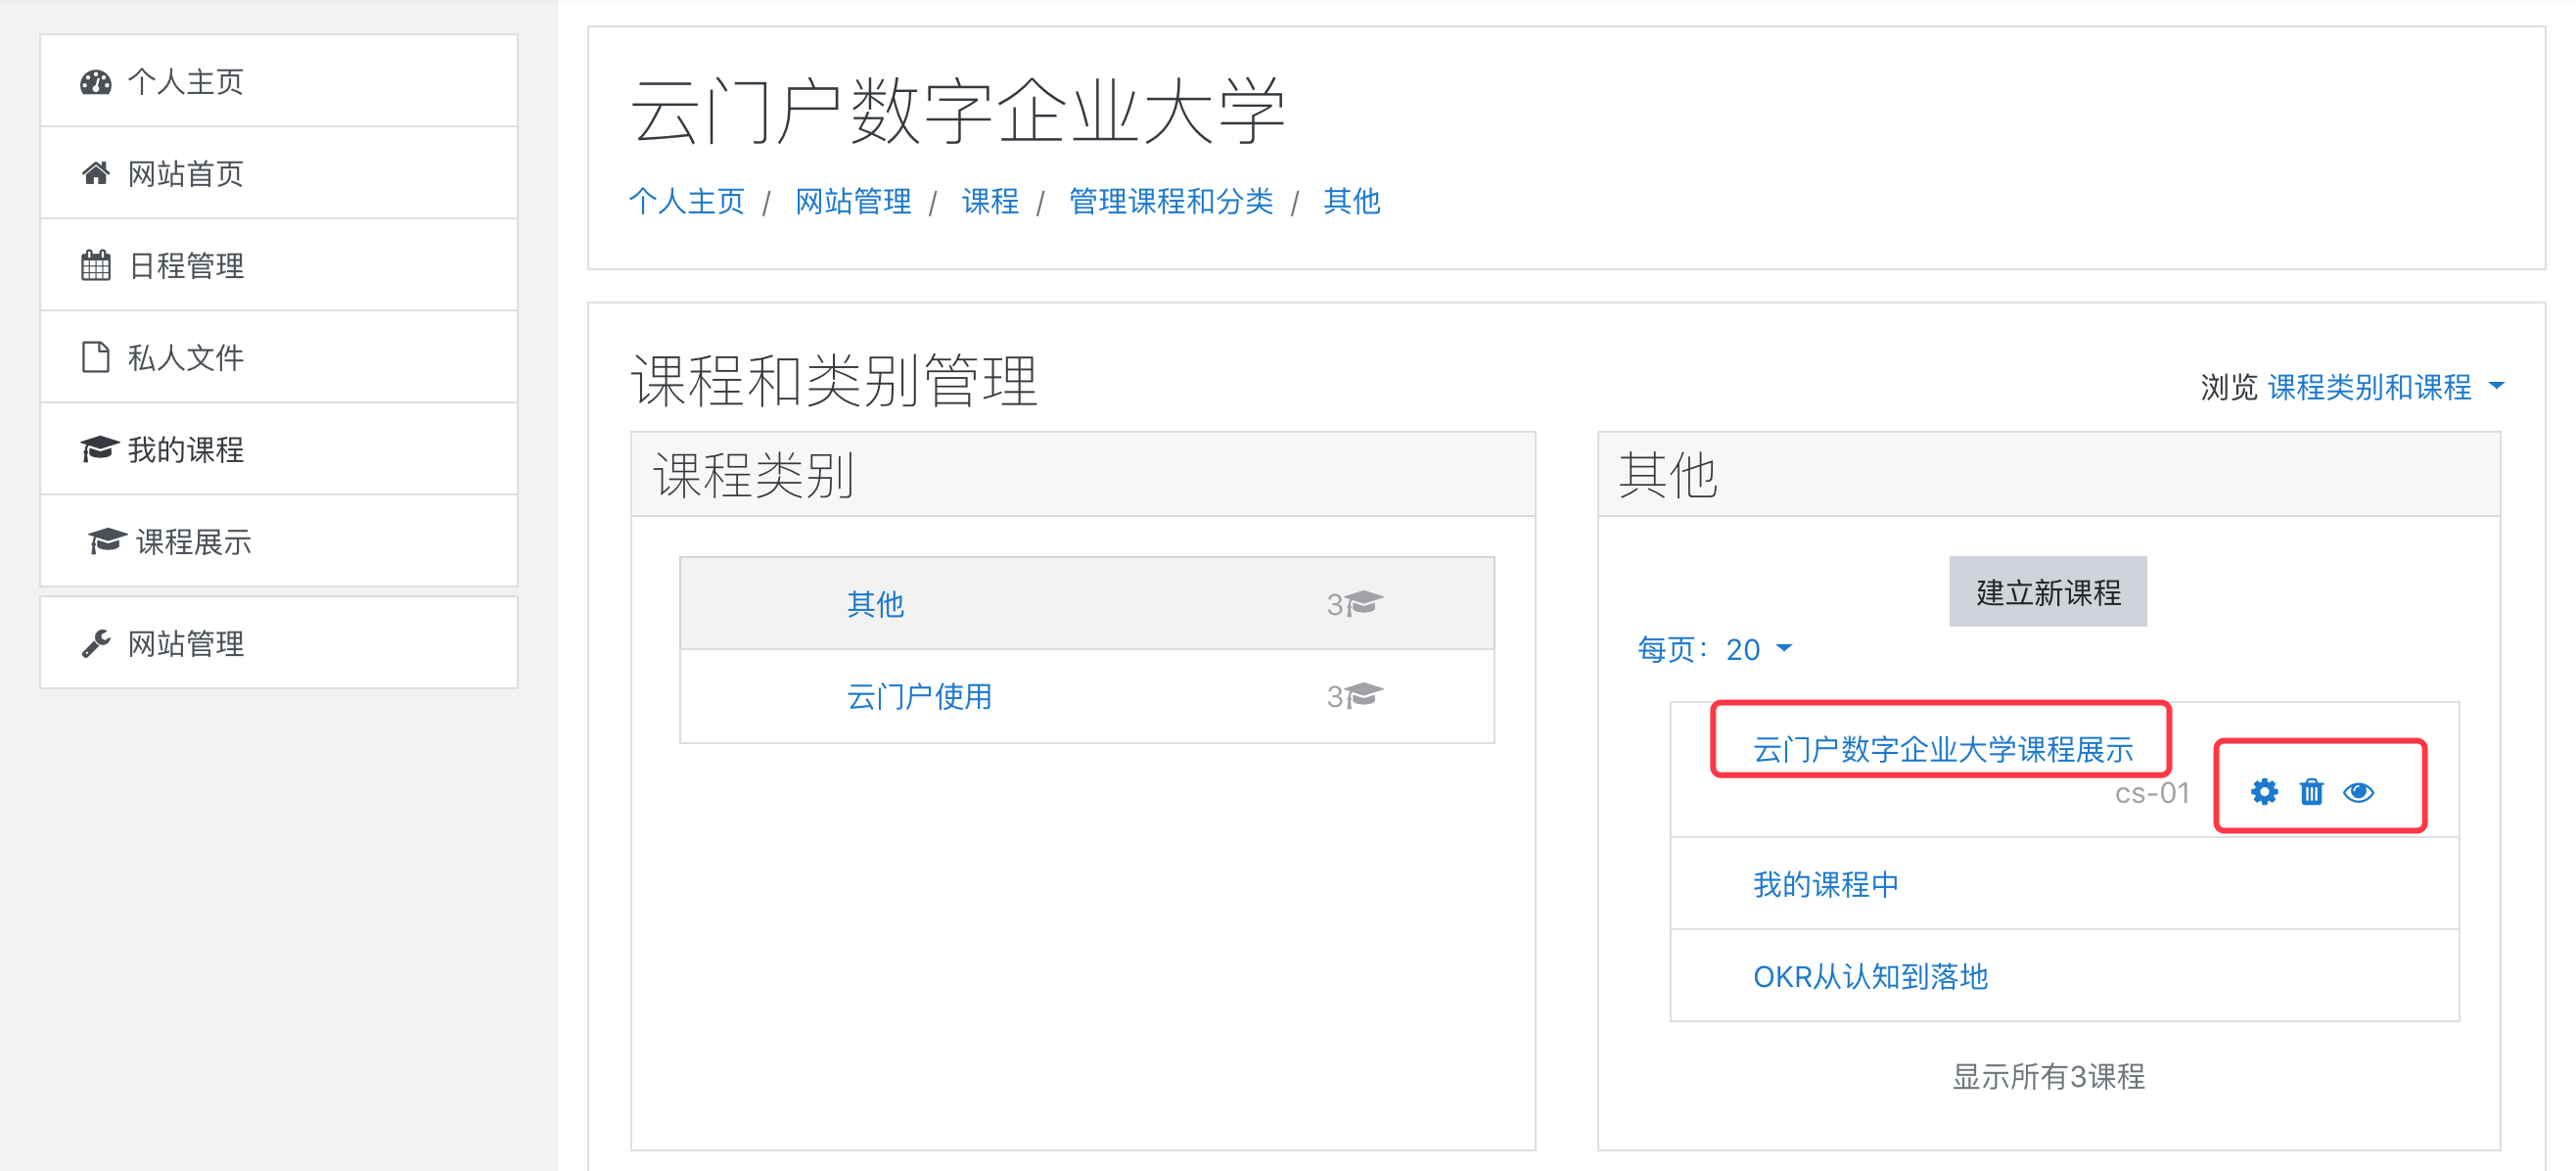 个人主页
网站首页
日程管理
私人文件
我的课程
课程展示
网站管理
云门户数字企业大学
个人主页 / 网站管理 / 课程 / 管理课程和分类 / 其他
课程和类别管理
浏览 课程类别和课程
课程类别
其他 3
云门户使用 3
其他
建立新课程
每页：20
云门户数字企业大学课程展示
cs-01
我的课程中
OKR从认知到落地
显示所有3课程